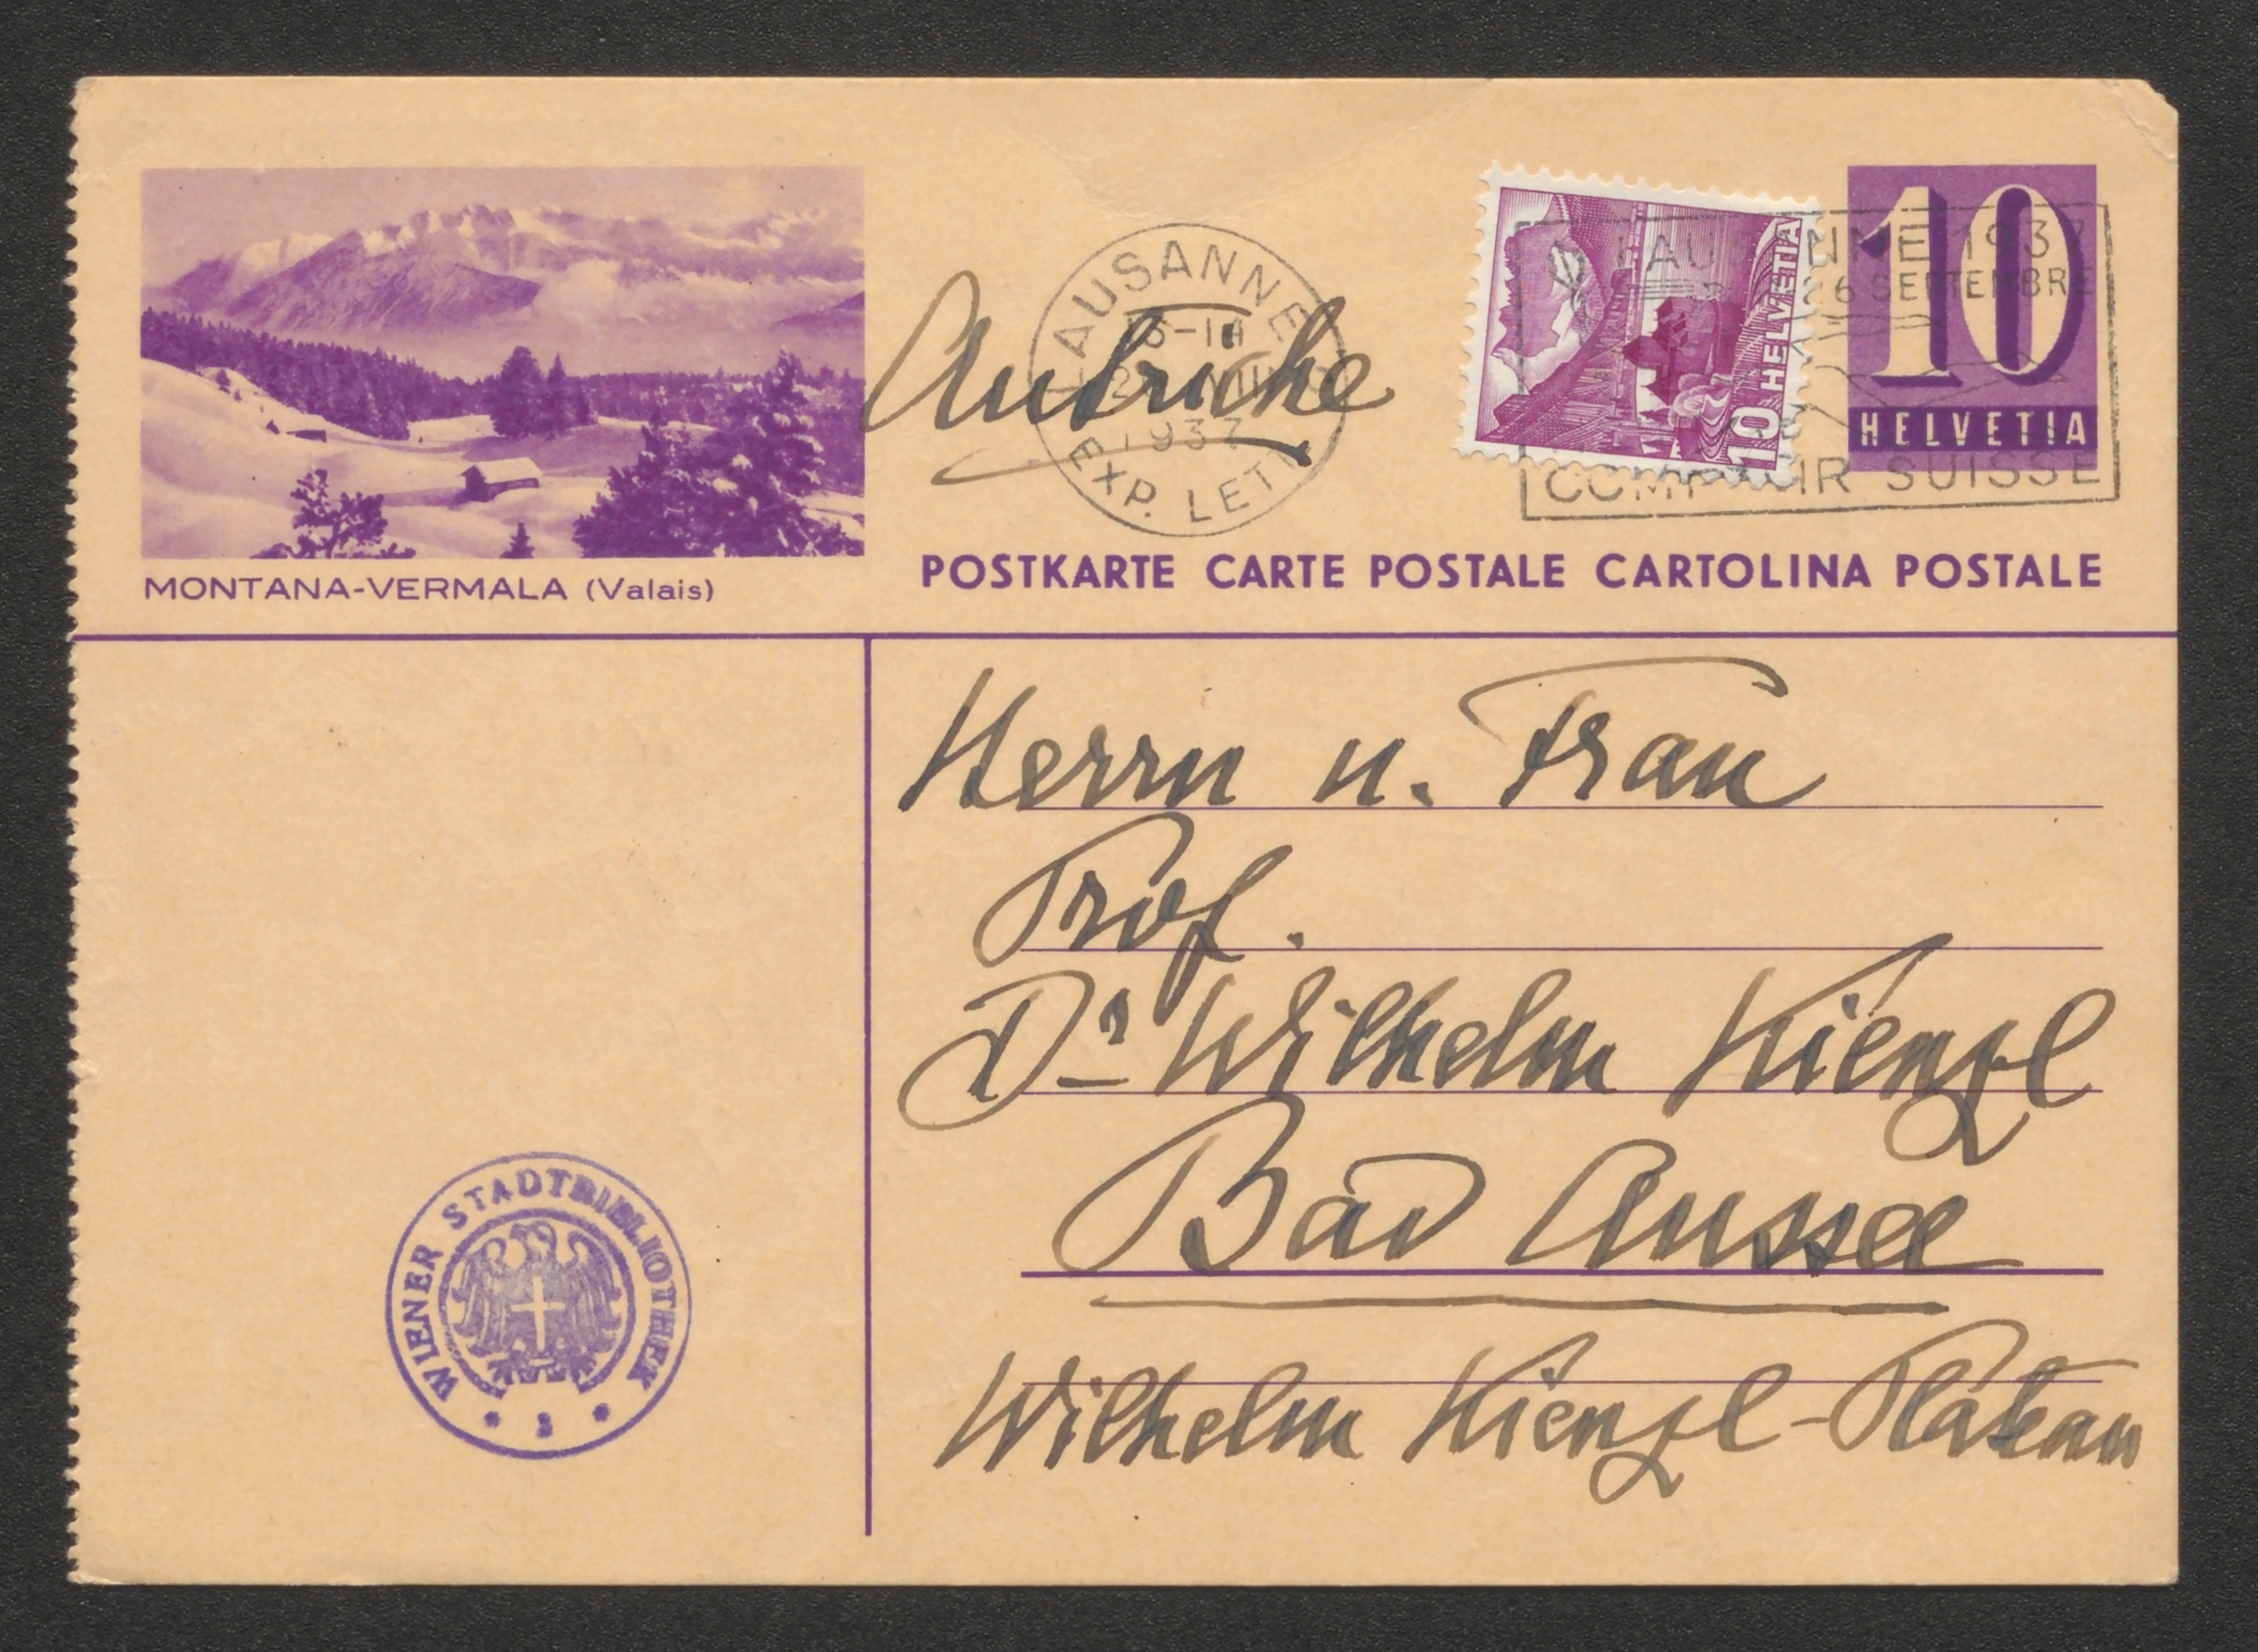 LAUSANNE
1937
EXP. LETT.
Autriche
HELVETIA 10
10
HELVETIA
LAUSANNE 1937
26 SEPTEMBRE
COMPTOIR SUISSE
MONTANA-VERMALA (Valais)
POSTKARTE CARTE POSTALE CARTOLINA POSTALE
Herrn u. Frau
Prof.
Dr Wilhelm Kienzl
Bad Aussee
Wilhelm Kienzl-
WIENER STADTBIBLIOTHEK